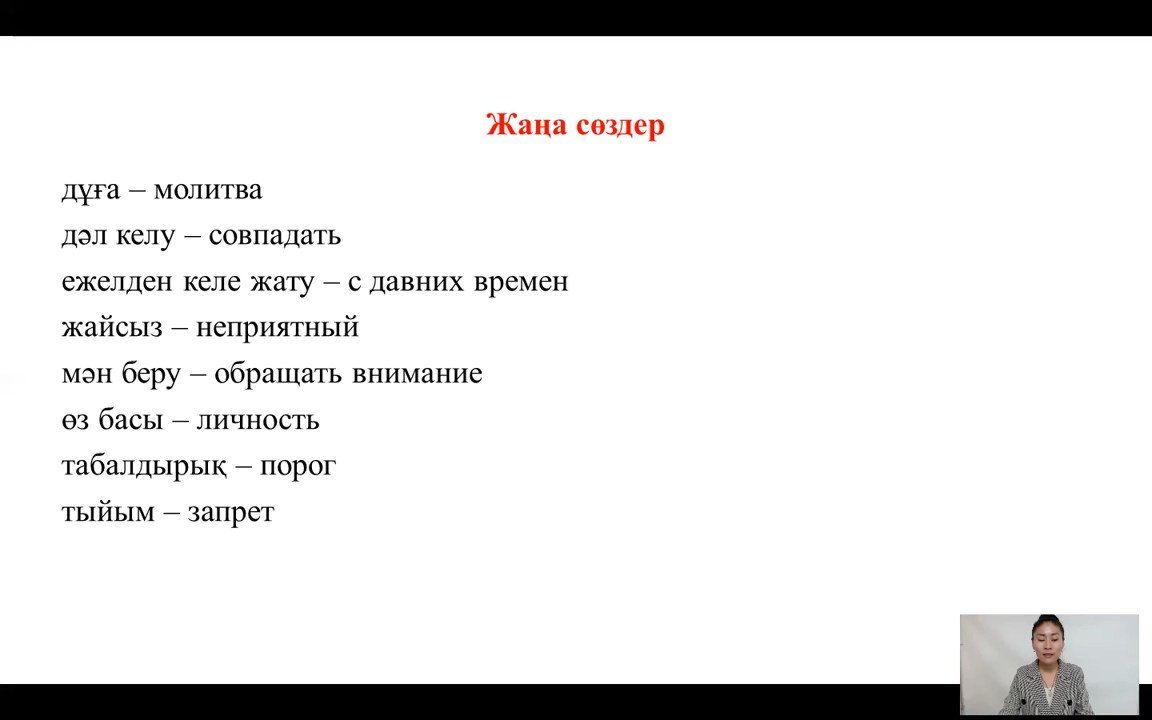 Жаңа сөздер
дұға – молитва
дәл келу – совпадать
ежелден келе жату – с давних времен
жайсыз – неприятный
мән беру – обращать внимание
өз басы – личность
табалдырық – порог
тыйым – запрет